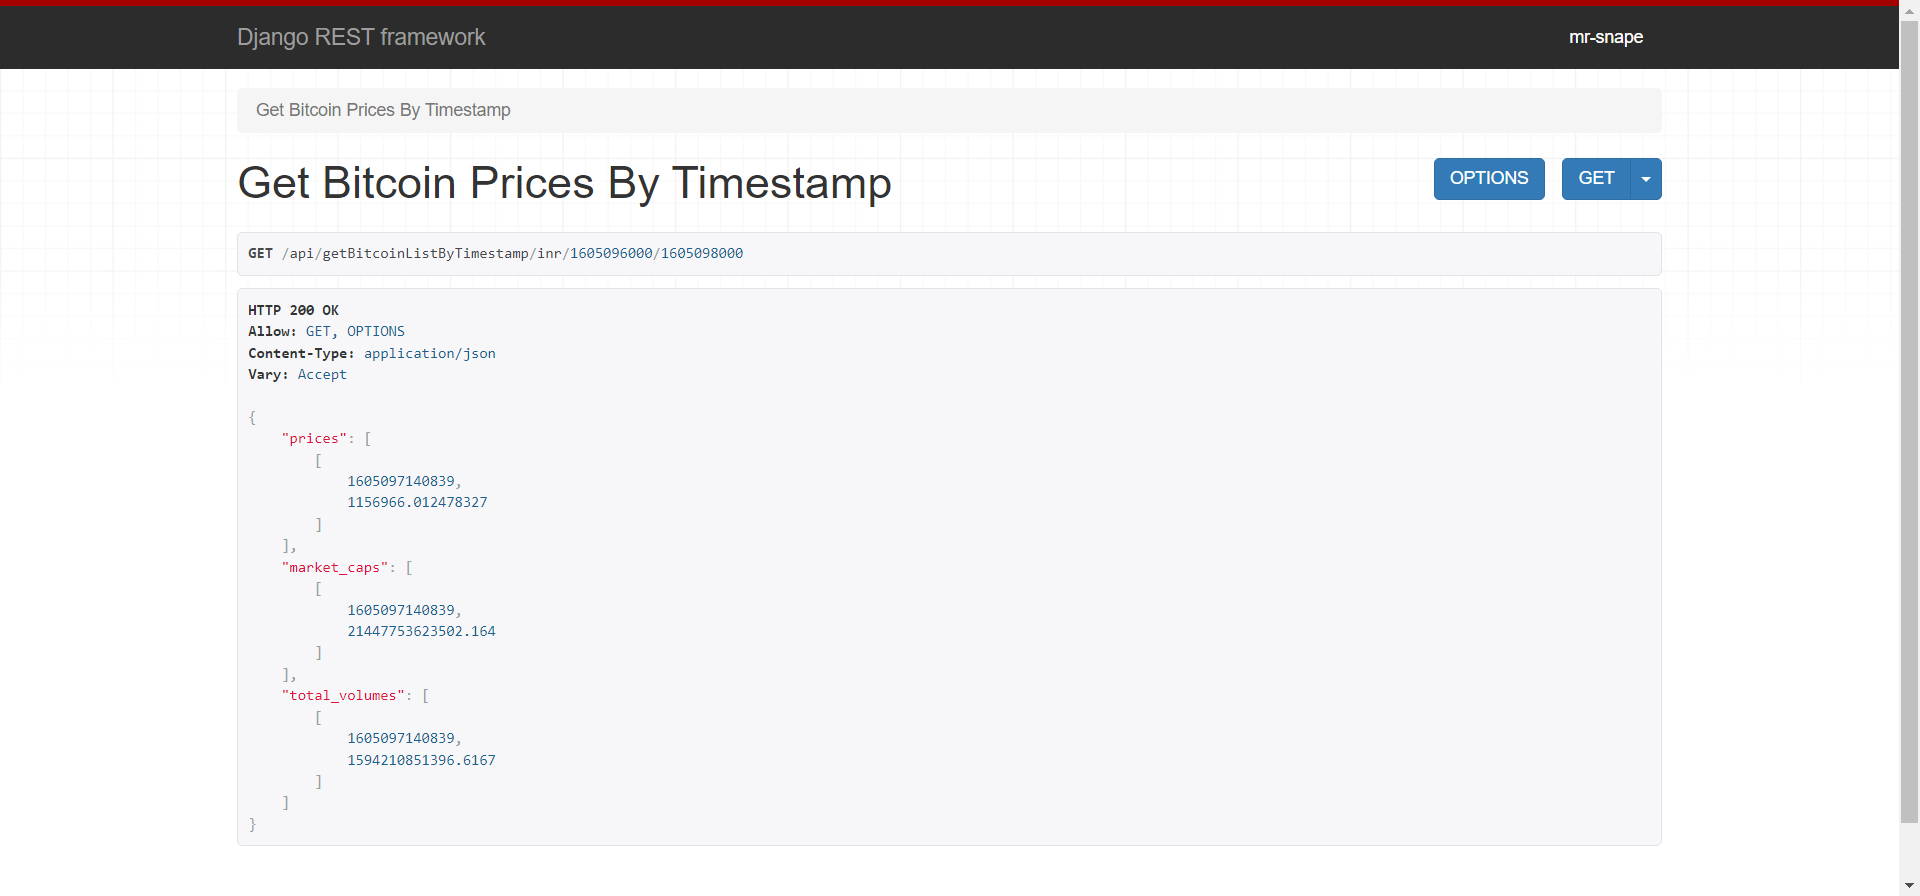 Django REST framework
mr-snape
Get Bitcoin Prices By Timestamp
Get Bitcoin Prices By Timestamp
OPTIONS
GET
GET /api/getBitcoinListByTimestamp/inr/1605096000/1605098000
HTTP 200 OK
Allow: GET, OPTIONS
Content-Type: application/json
Vary: Accept
{
    "prices": [
        [
            1605097140839,
            1156966.012478327
        ]
    ],
    "market_caps": [
        [
            1605097140839,
            21447753623502.164
        ]
    ],
    "total_volumes": [
        [
            1605097140839,
            1594210851396.6167
        ]
    ]
}